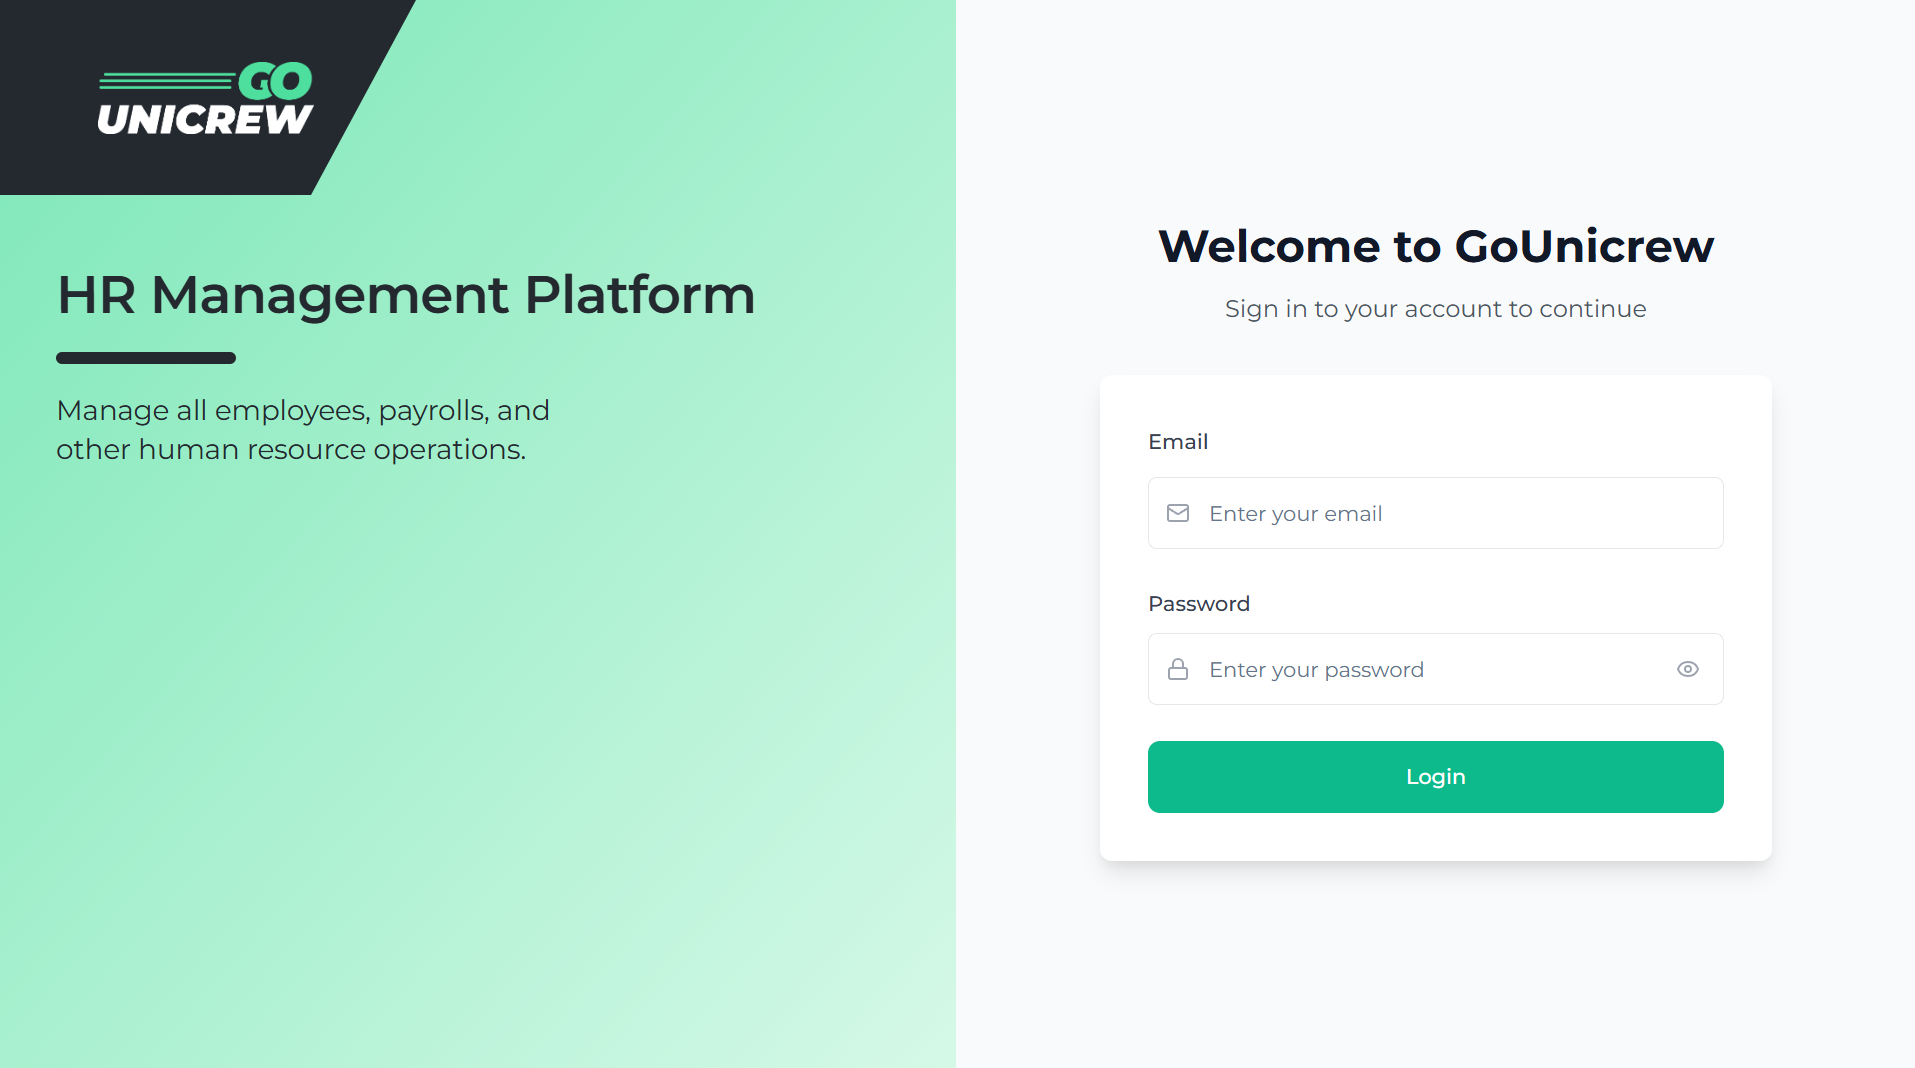 GO
UNICREW
HR Management Platform
Manage all employees, payrolls, and
other human resource operations.
Welcome to GoUnicrew
Sign in to your account to continue
Email
Enter your email
Password
Enter your password
Login